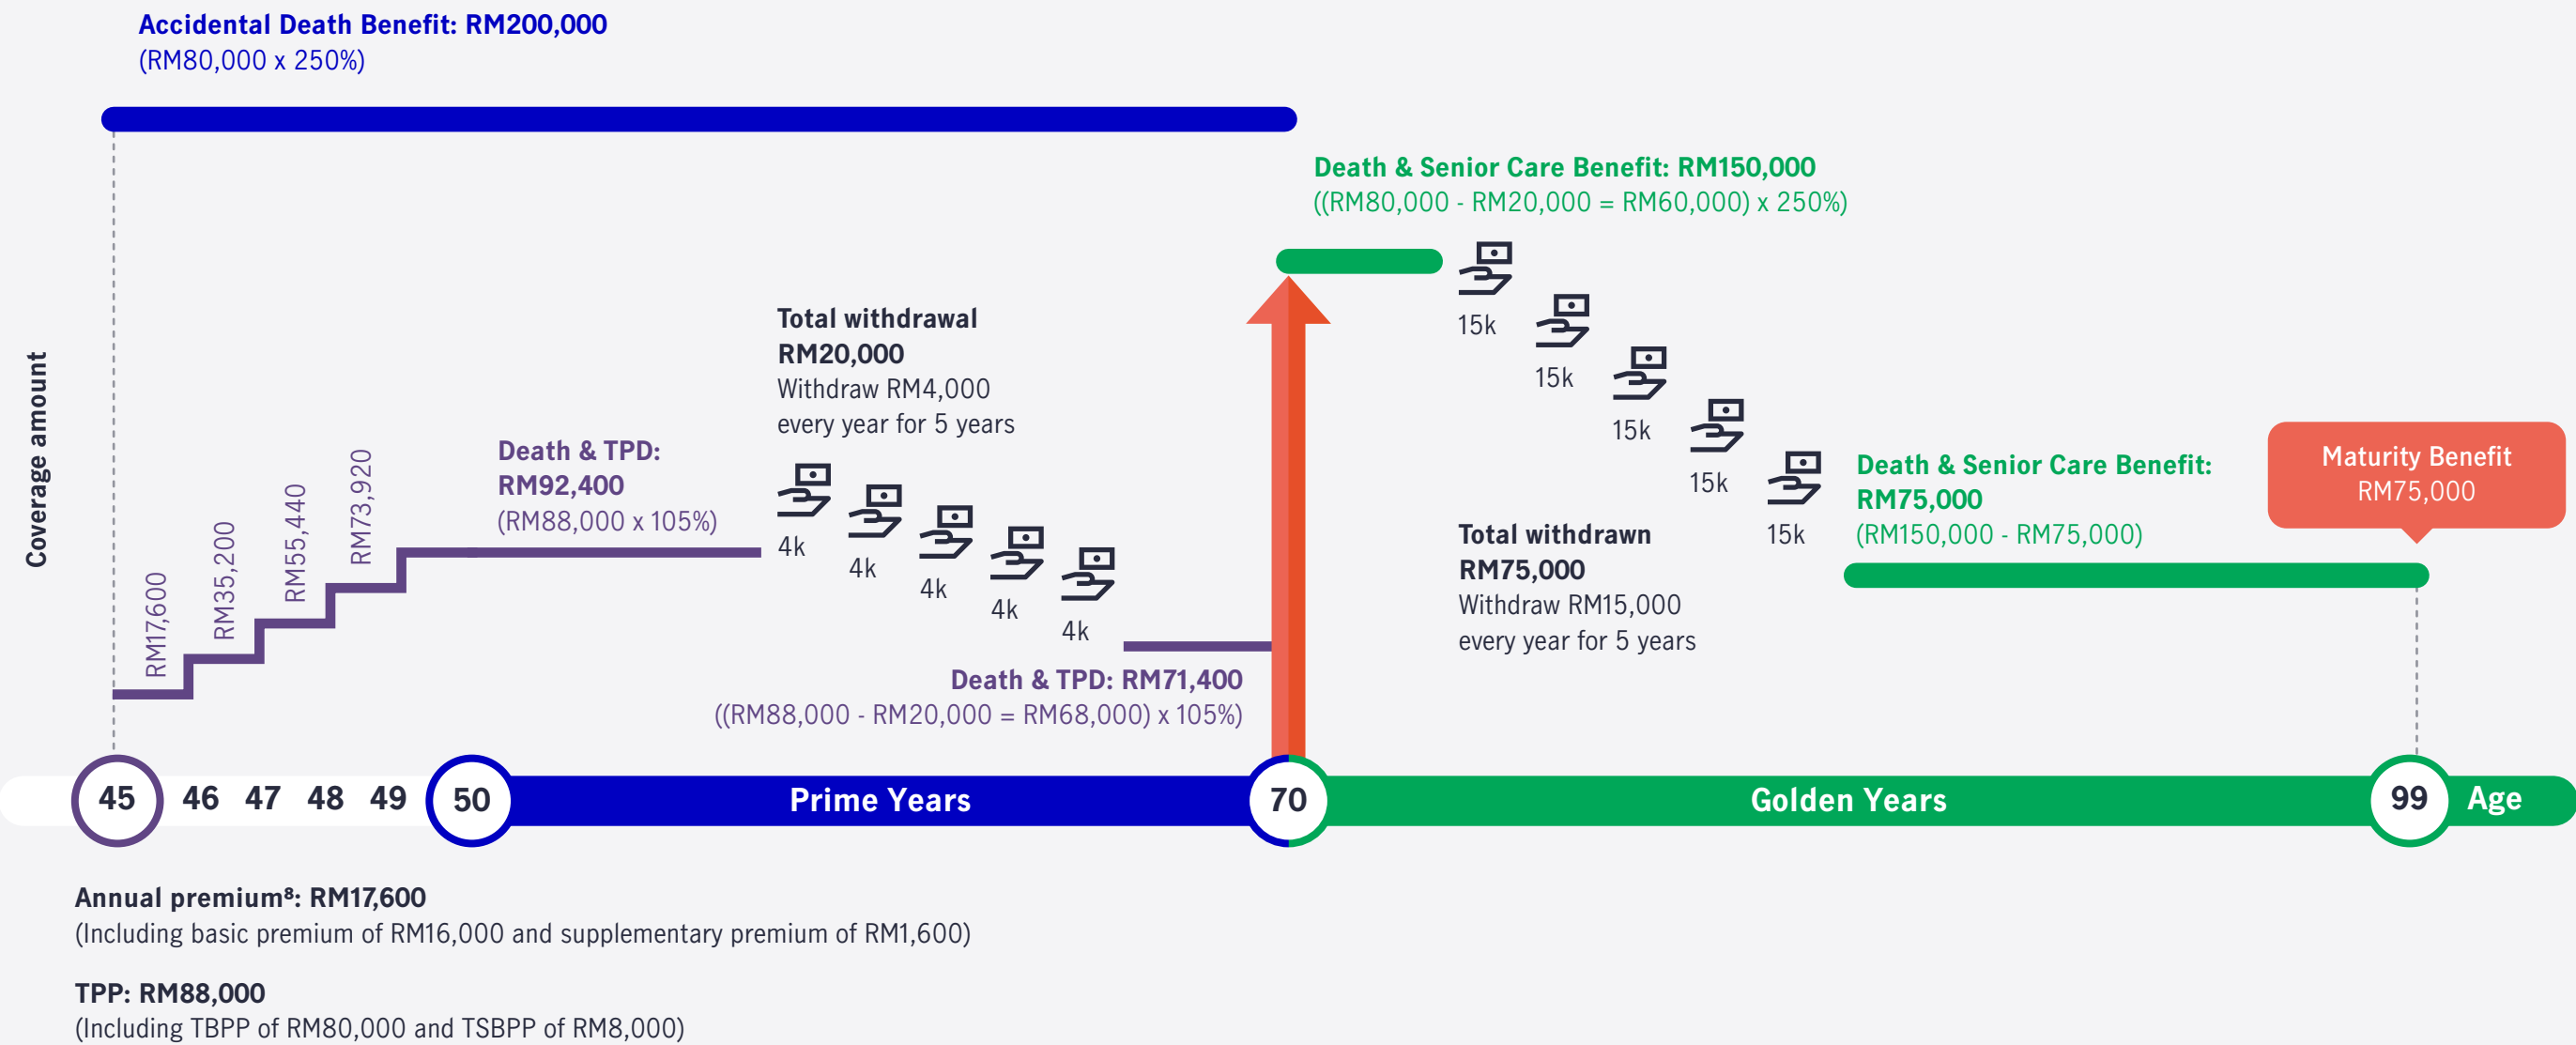 Accidental Death Benefit: RM200,000
(RM80,000 x 250%)
Death & Senior Care Benefit: RM150,000
((RM80,000 - RM20,000 = RM60,000) x 250%)
Coverage amount
RM17,600
RM35,200
RM55,440
RM73,920
Death & TPD:
RM92,400
(RM88,000 x 105%)
Total withdrawal
RM20,000
Withdraw RM4,000
every year for 5 years
4k
4k
4k
4k
4k
Death & TPD: RM71,400
((RM88,000 - RM20,000 = RM68,000) x 105%)
15k
15k
15k
15k
15k
Total withdrawn
RM75,000
Withdraw RM15,000
every year for 5 years
Death & Senior Care Benefit:
RM75,000
(RM150,000 - RM75,000)
Maturity Benefit
RM75,000
45 46 47 48 49 50 Prime Years 70 Golden Years 99 Age
Annual premium⁸: RM17,600
(Including basic premium of RM16,000 and supplementary premium of RM1,600)
TPP: RM88,000
(Including TBPP of RM80,000 and TSBPP of RM8,000)